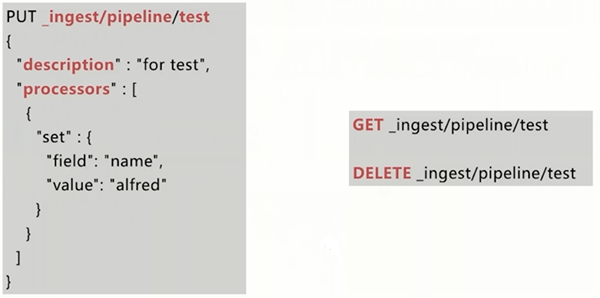 PUT _ingest/pipeline/test
{
"description" : "for test",
"processors" : [
{
"set" : {
"field": "name",
"value": "alfred"
}
}
]
}
GET _ingest/pipeline/test
DELETE _ingest/pipeline/test